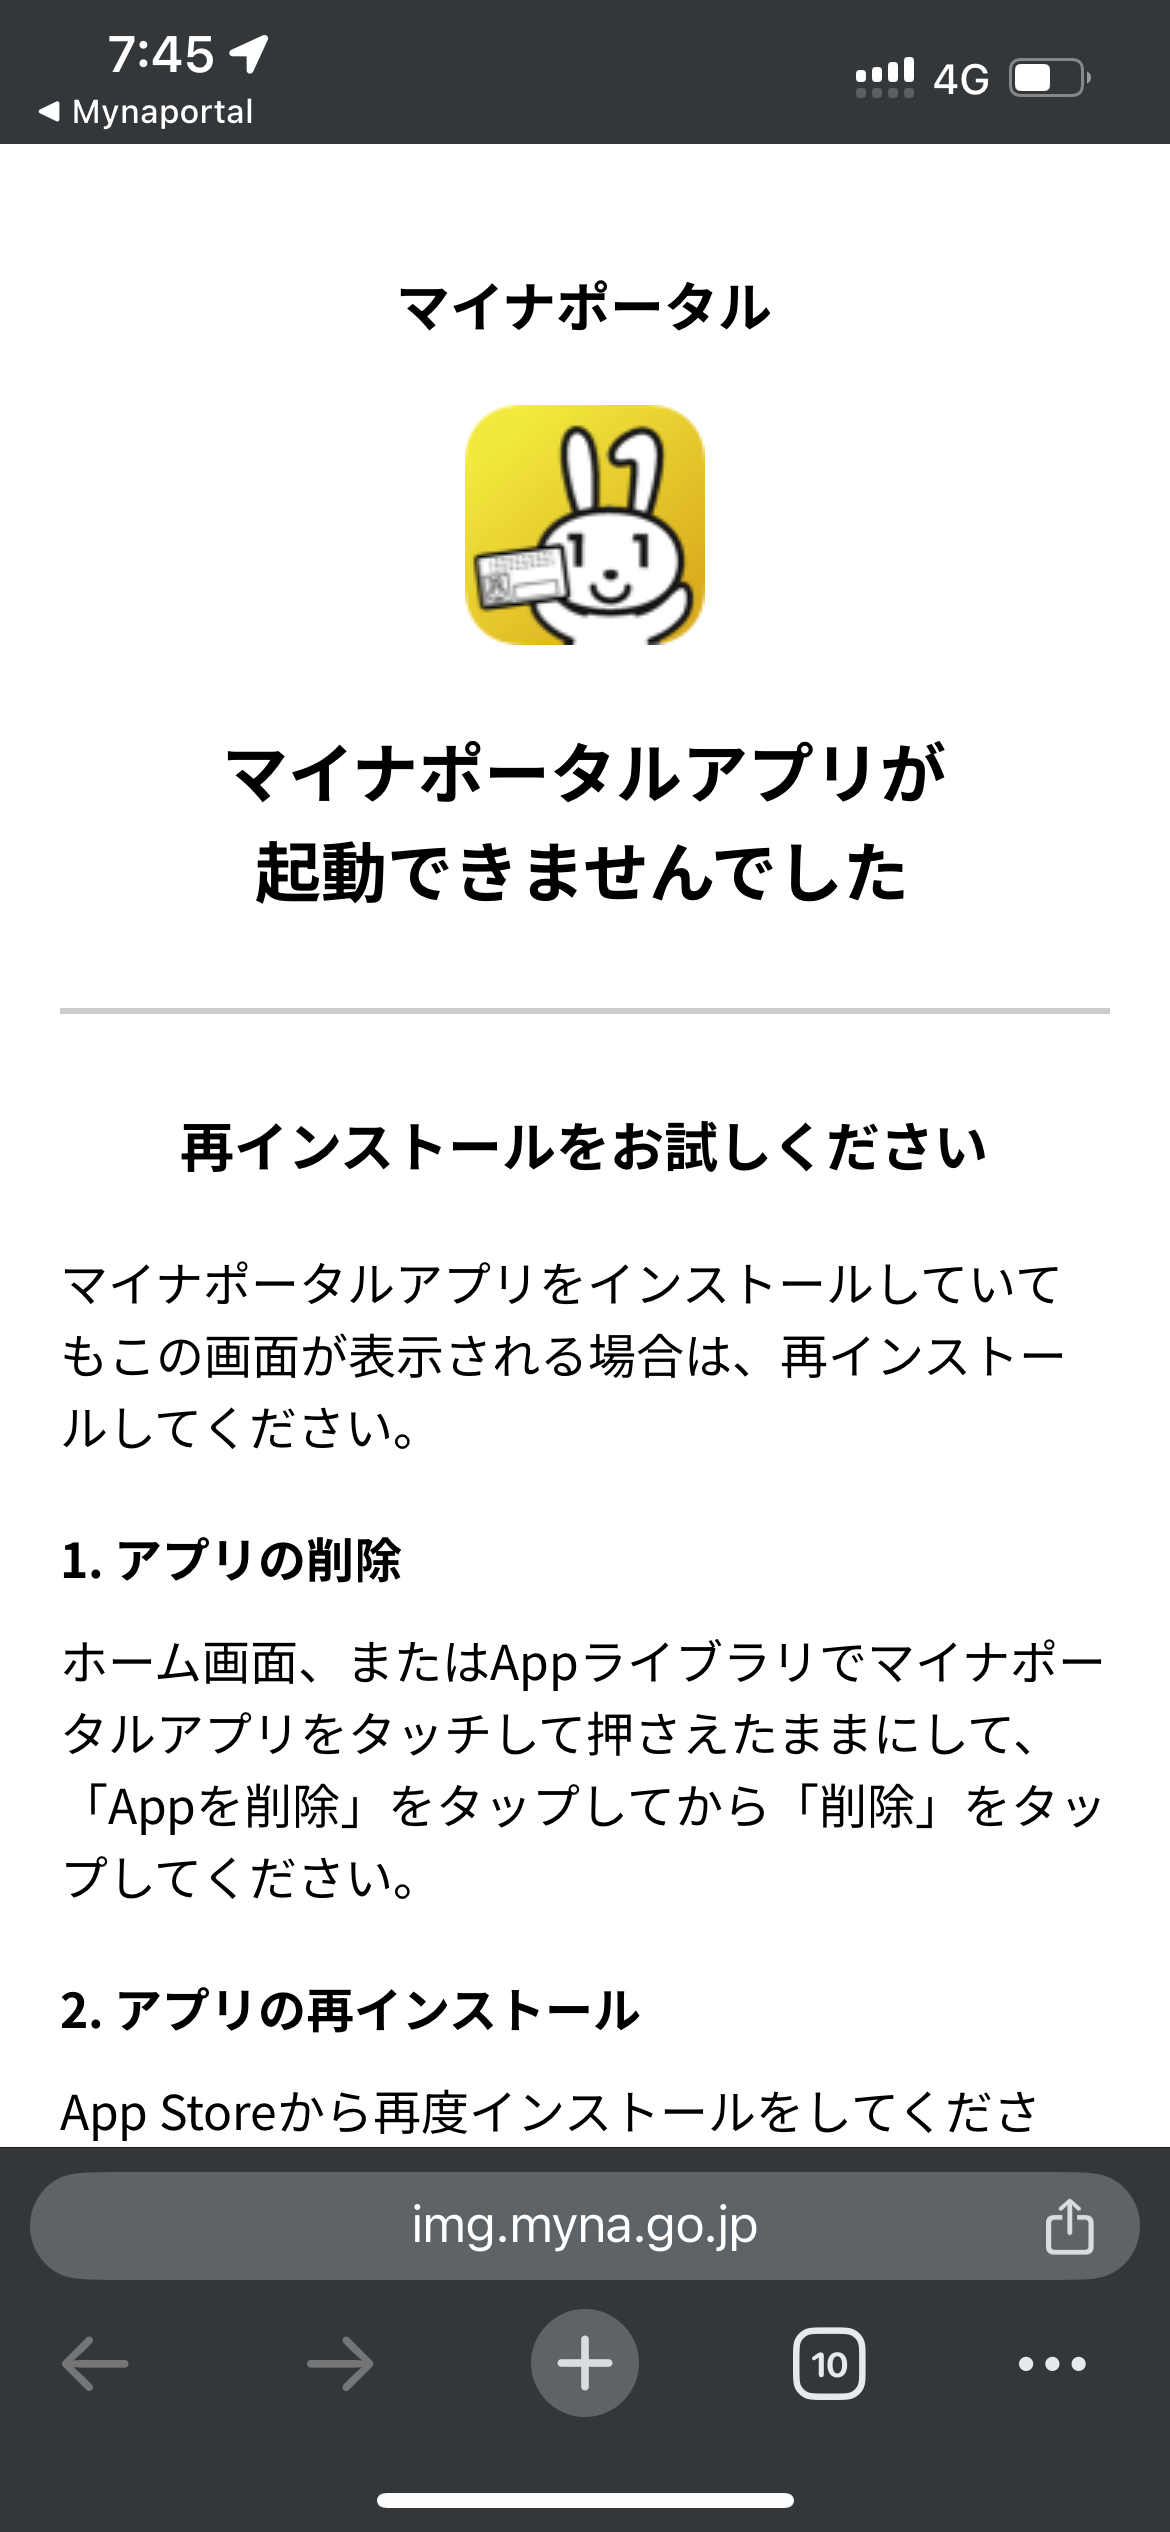 7:45
4G
◀ Mynaportal
マイナポータル
マイナポータルアプリが
起動できませんでした
再インストールをお試しください
マイナポータルアプリをインストールしていて
もこの画面が表示される場合は、再インストー
ルしてください。
1. アプリの削除
ホーム画面、またはAppライブラリでマイナポー
タルアプリをタッチして押さえたままにして、
「Appを削除」をタップしてから「削除」をタッ
プしてください。
2. アプリの再インストール
App Storeから再度インストールをしてくださ
img.myna.go.jp
10